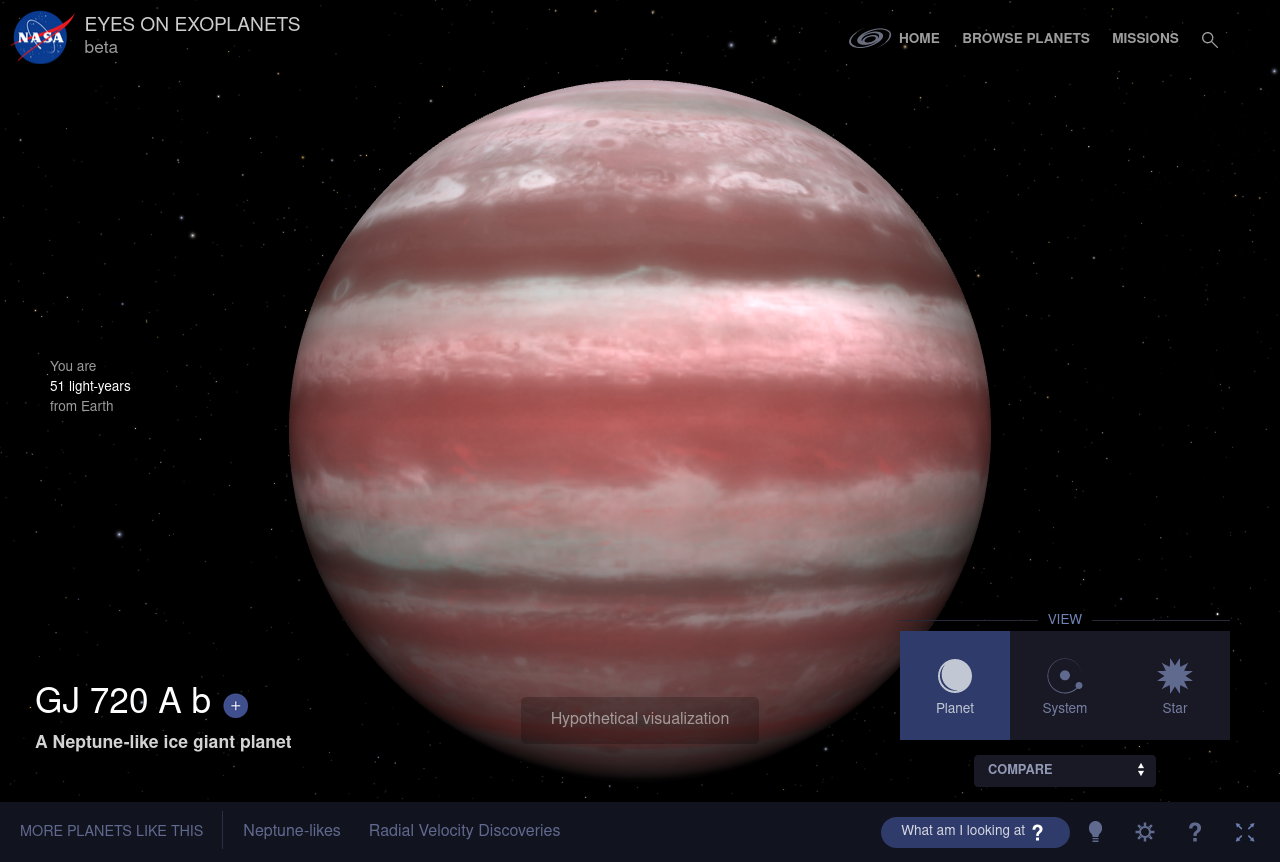 NASA
EYES ON EXOPLANETS
beta
HOME
BROWSE PLANETS
MISSIONS
You are
51 light-years
from Earth
GJ 720 A b +
A Neptune-like ice giant planet
Hypothetical visualization
VIEW
Planet
System
Star
COMPARE
MORE PLANETS LIKE THIS
Neptune-likes
Radial Velocity Discoveries
What am I looking at ?
?